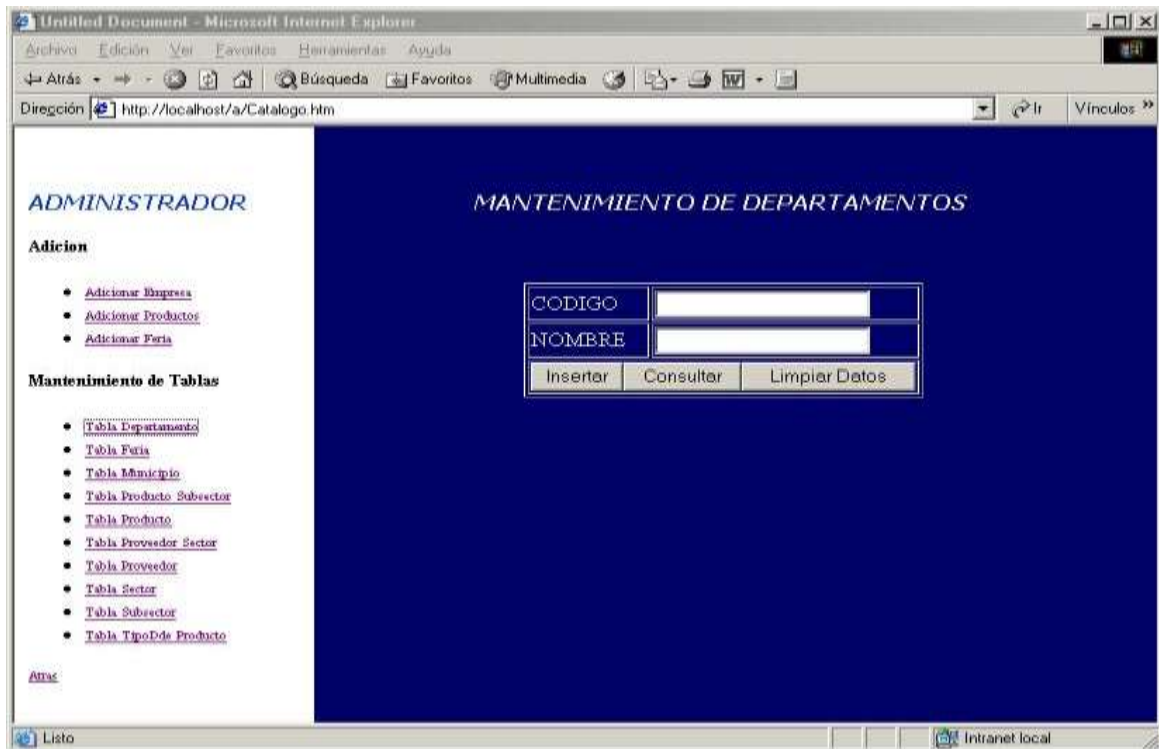 Untitled Document - Microsoft Internet Explorer
Archivo Edición Ver Favoritos Herramientas Ayuda
Atrás Búsqueda Favoritos Multimedia
Dirección http://localhost/a/Catalogo.htm Ir Vínculos »
ADMINISTRADOR
Adicion
Adicionar Empresa
Adicionar Productos
Adicionar Feria
Mantenimiento de Tablas
Tabla Departamento
Tabla Feria
Tabla Municipio
Tabla Producto Subsector
Tabla Producto
Tabla Proveedor Sector
Tabla Proveedor
Tabla Sector
Tabla Subsector
Tabla TipoDde Producto
Atras
MANTENIMIENTO DE DEPARTAMENTOS
CODIGO
NOMBRE
Insertar Consultar Limpiar Datos
Listo Intranet local